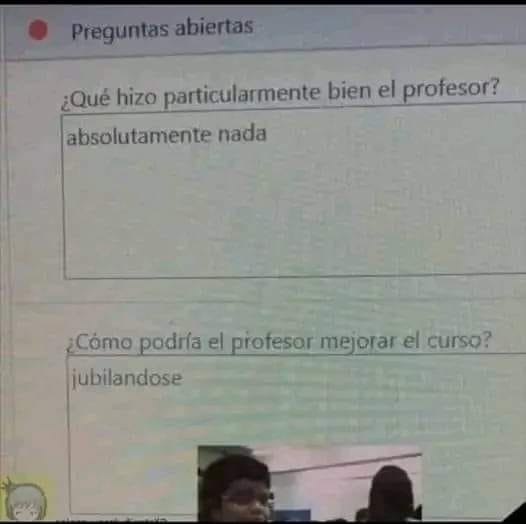 Preguntas abiertas
¿Qué hizo particularmente bien el profesor?
absolutamente nada
¿Cómo podría el profesor mejorar el curso?
jubilandose